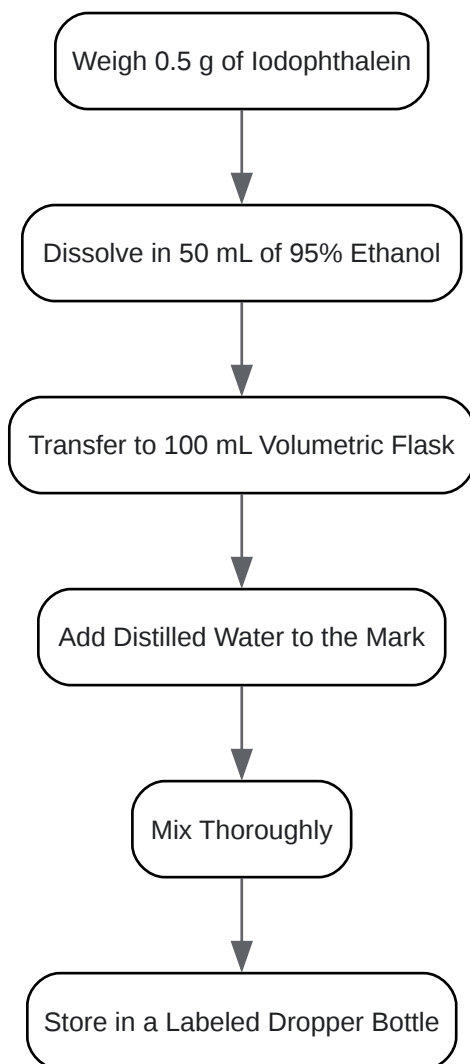 Weigh 0.5 g of Iodophthalein
Dissolve in 50 mL of 95% Ethanol
Transfer to 100 mL Volumetric Flask
Add Distilled Water to the Mark
Mix Thoroughly
Store in a Labeled Dropper Bottle